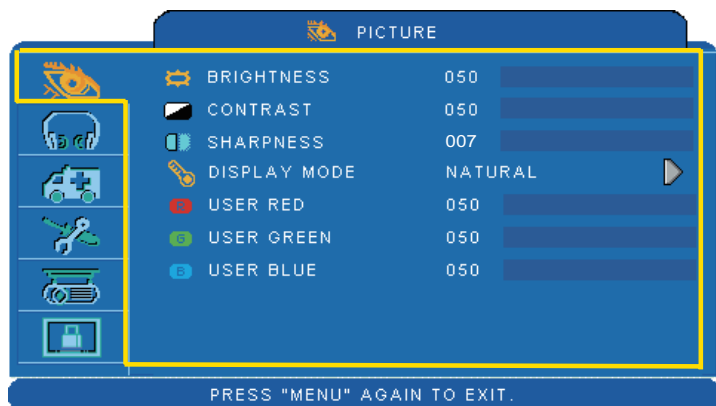 PICTURE
BRIGHTNESS 050
CONTRAST 050
SHARPNESS 007
DISPLAY MODE NATURAL
USER RED 050
G USER GREEN 050
B USER BLUE 050
PRESS "MENU" AGAIN TO EXIT.